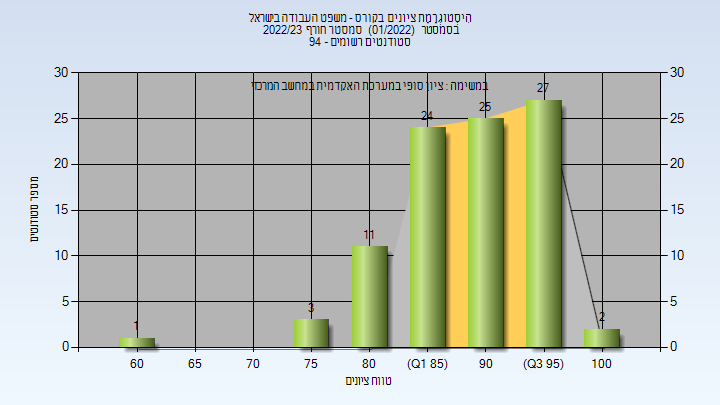 היסטוגרמת ציונים בקורס - משפט העבודה בישראל
בסמסטר (01/2022) סמסטר חורף 2022/23
סטודנטים רשומים - 94
במשימה : ציון סופי במערכת האקדמית במחשב המרכזי
30 30
25 25
20 20
15 15
10 10
5 5
0 0
1 3 11 24 25 27 2
60 65 70 75 80 (Q1 85) 90 (Q3 95) 100
מספר סטודנטים
טווח ציונים